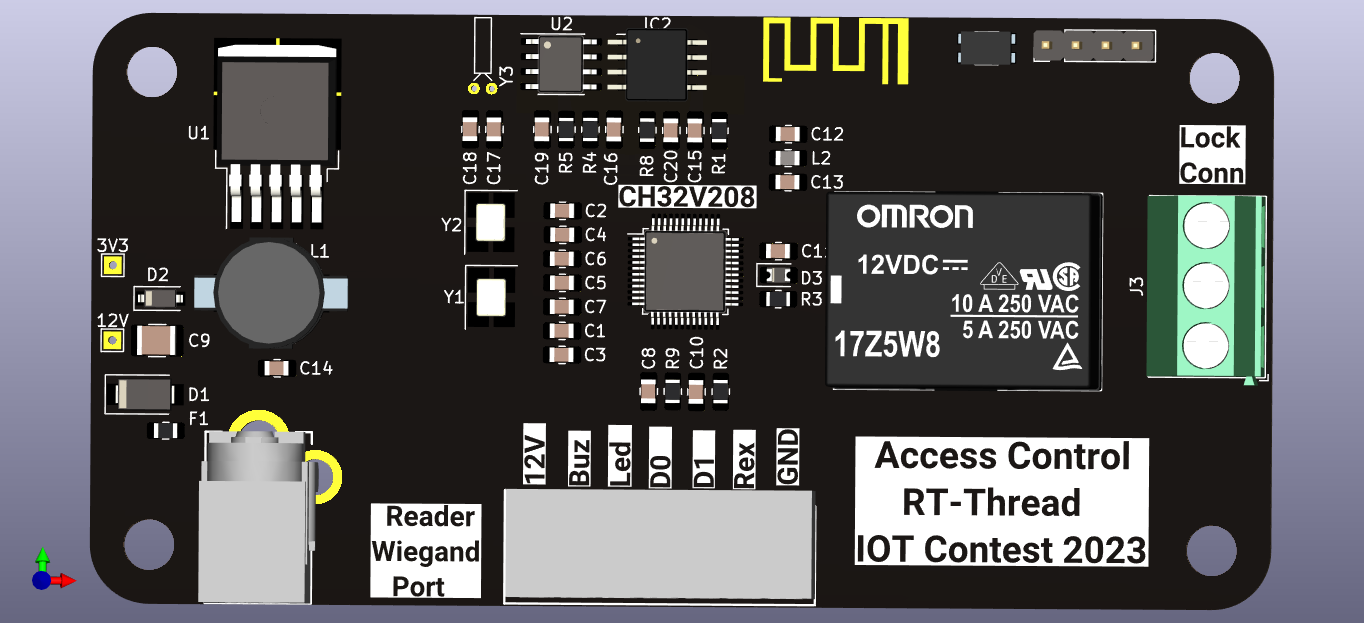 U2
IC2
Y3
U1
C18
C17
C19
R5
R4
C16
R8
C20
C15
R1
C12
L2
C13
Lock
Conn
CH32V208
Y2
Y1
C2
C4
C6
C5
C7
C1
C3
C11
D3
R3
OMRON
12VDC
VDE
10 A 250 VAC
5 A 250 VAC
17Z5W8
J3
3V3
L1
D2
12V
C9
C14
D1
F1
C8
R9
C10
R2
12V
Buz
Led
D0
D1
Rex
GND
Reader
Wiegand
Port
Access Control
RT-Thread
IOT Contest 2023